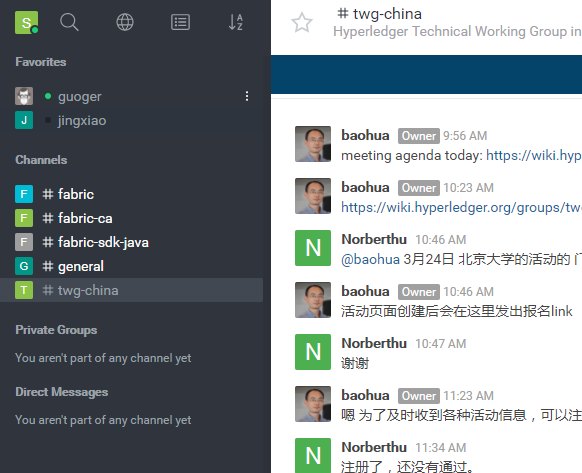 S
Favorites
guoger
J jingxiao
Channels
F # fabric
F # fabric-ca
F # fabric-sdk-java
G # general
T # twg-china
Private Groups
You aren't part of any channel yet
Direct Messages
You aren't part of any channel yet
# twg-china
Hyperledger Technical Working Group in
baohua Owner 9:56 AM
meeting agenda today: https://wiki.hyp
baohua Owner 10:23 AM
https://wiki.hyperledger.org/groups/tw
N Norberthu 10:46 AM
@baohua 3月24日 北京大学的活动的 门
baohua Owner 10:46 AM
活动页面创建后会在这里发出报名link
N Norberthu 10:47 AM
谢谢
baohua Owner 11:23 AM
嗯 为了及时收到各种活动信息，可以注
N Norberthu 11:34 AM
注册了，还没有通过。